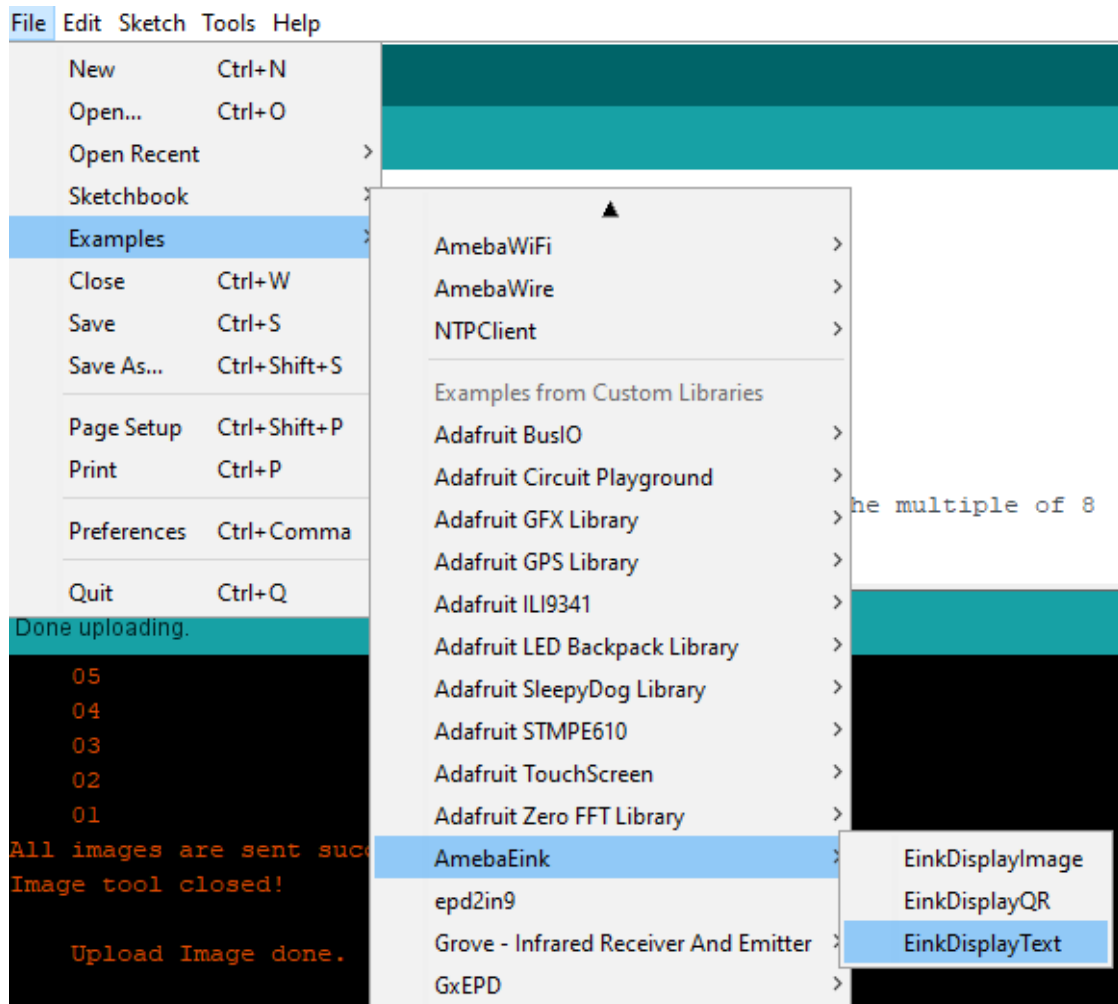 File Edit Sketch Tools Help
New Ctrl+N
Open... Ctrl+O
Open Recent
Sketchbook
Examples
Close Ctrl+W
Save Ctrl+S
Save As... Ctrl+Shift+S
Page Setup Ctrl+Shift+P
Print Ctrl+P
Preferences Ctrl+Comma
Quit Ctrl+Q
AmebaWiFi
AmebaWire
NTPClient
Examples from Custom Libraries
Adafruit BusIO
Adafruit Circuit Playground
Adafruit GFX Library
Adafruit GPS Library
Adafruit ILI9341
Adafruit LED Backpack Library
Adafruit SleepyDog Library
Adafruit STMPE610
Adafruit TouchScreen
Adafruit Zero FFT Library
AmebaEink
epd2in9
Grove - Infrared Receiver And Emitter
GxEPD
EinkDisplayImage
EinkDisplayQR
EinkDisplayText
he multiple of 8
Done uploading.
05
04
03
02
01
All images are sent succ
Image tool closed!
Upload Image done.